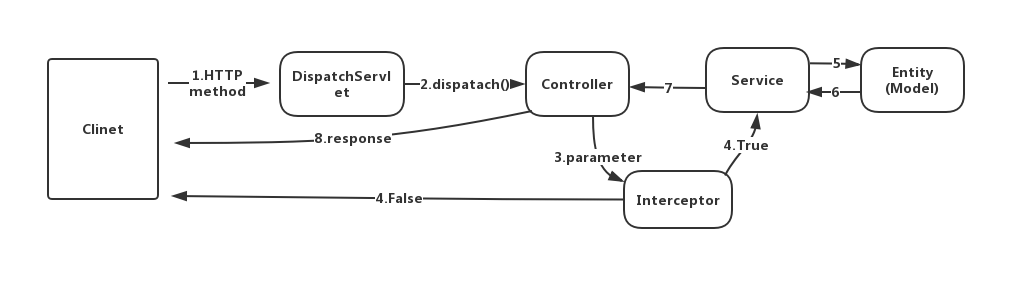 Clinet
1.HTTP
method
DispatchServl
et
2.dispatach()
Controller
Service
5
6
7
Entity
(Model)
8.response
3.parameter
4.True
4.False
Interceptor